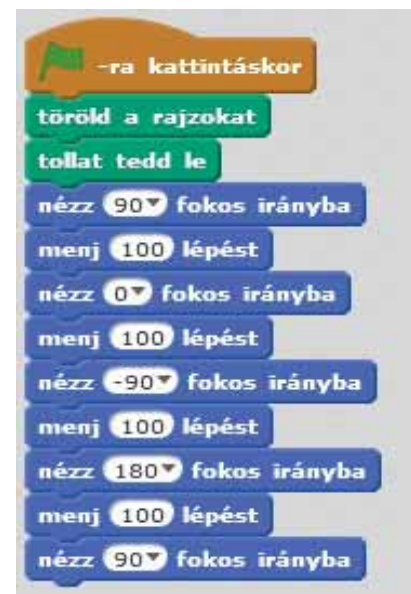 -ra kattintáskor
töröld a rajzokat
tollat tedd le
nézz 90 fokos irányba
menj 100 lépést
nézz 0 fokos irányba
menj 100 lépést
nézz -90 fokos irányba
menj 100 lépést
nézz 180 fokos irányba
menj 100 lépést
nézz 90 fokos irányba